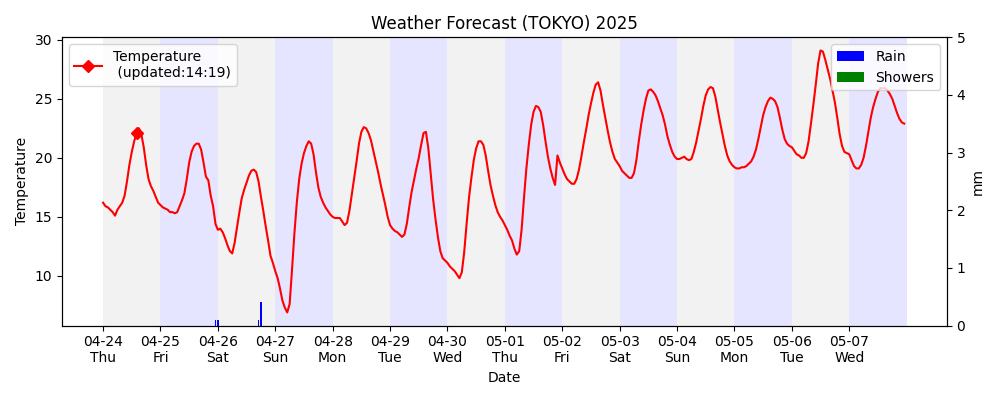 Weather Forecast (TOKYO) 2025
Temperature
(updated:14:19)
Rain
Showers
30
25
20
15
10
Temperature
5
4
3
2
1
0
mm
04-24 04-25 04-26 04-27 04-28 04-29 04-30 05-01 05-02 05-03 05-04 05-05 05-06 05-07
Thu Fri Sat Sun Mon Tue Wed Thu Fri Sat Sun Mon Tue Wed
Date